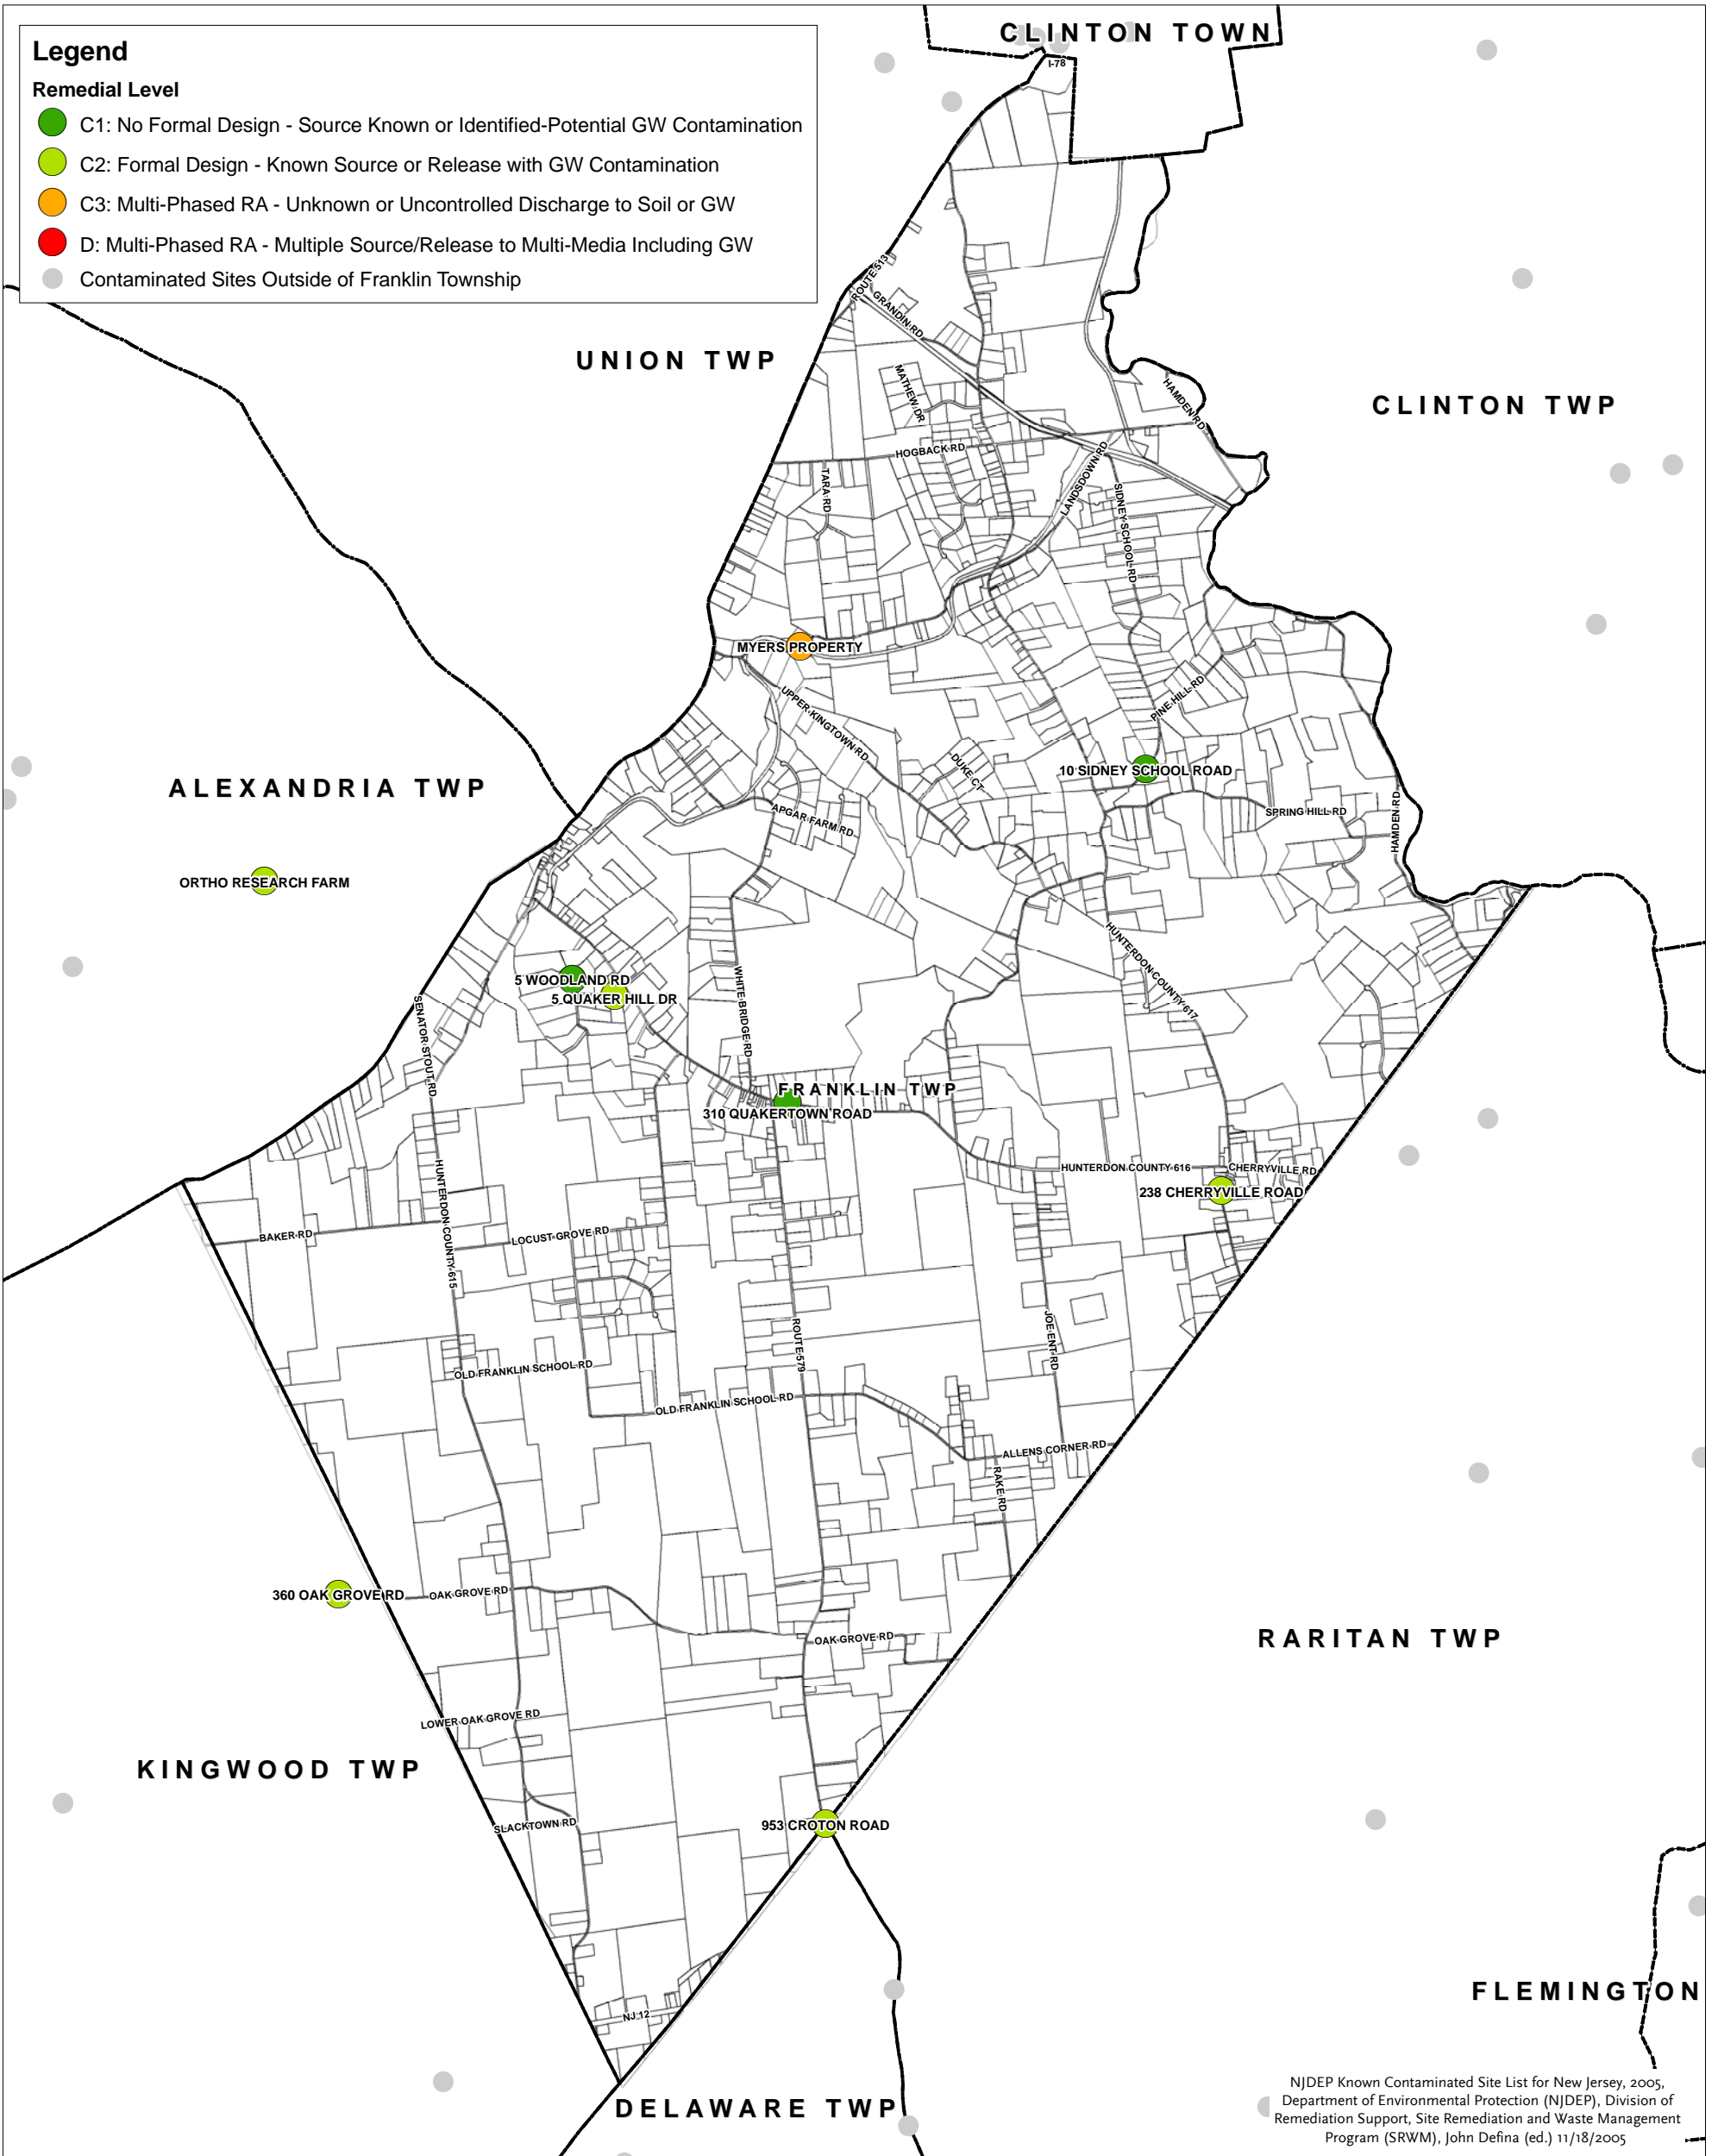 Legend
Remedial Level
C1: No Formal Design - Source Known or Identified-Potential GW Contamination
C2: Formal Design - Known Source or Release with GW Contamination
C3: Multi-Phased RA - Unknown or Uncontrolled Discharge to Soil or GW
D: Multi-Phased RA - Multiple Source/Release to Multi-Media Including GW
Contaminated Sites Outside of Franklin Township
CLINTON TOWN
I-78
ROUTE 513
GRANDIN RD
UNION TWP
MATHEW DR
HAMDEN RD
CLINTON TWP
HOGBACK RD
TARA RD
LANDSDOWN RD
SIDNEY SCHOOL RD
MYERS PROPERTY
UPPER KINGTOWN RD
PINE HILL RD
DUKE CT
10 SIDNEY SCHOOL ROAD
ALEXANDRIA TWP
APGAR FARM RD
SPRING HILL RD
HAMDEN RD
ORTHO RESEARCH FARM
HUNTERDON COUNTY 617
5 WOODLAND RD
5 QUAKER HILL DR
WHITE BRIDGE RD
SENATOR STOUT RD
FRANKLIN TWP
310 QUAKERTOWN ROAD
HUNTERDON COUNTY 616
CHERRYVILLE RD
238 CHERRYVILLE ROAD
HUNTERDON COUNTY 615
BAKER RD
LOCUST GROVE RD
ROUTE 579
JOE ENT RD
OLD FRANKLIN SCHOOL RD
OLD FRANKLIN SCHOOL RD
ALLENS CORNER RD
RAKE RD
360 OAK GROVE RD
OAK GROVE RD
OAK GROVE RD
RARITAN TWP
LOWER OAK GROVE RD
KINGWOOD TWP
SLACKTOWN RD
953 CROTON ROAD
FLEMINGTON
NJ 12
DELAWARE TWP
NJDEP Known Contaminated Site List for New Jersey, 2005,
Department of Environmental Protection (NJDEP), Division of
Remediation Support, Site Remediation and Waste Management
Program (SRWM), John Defina (ed.) 11/18/2005